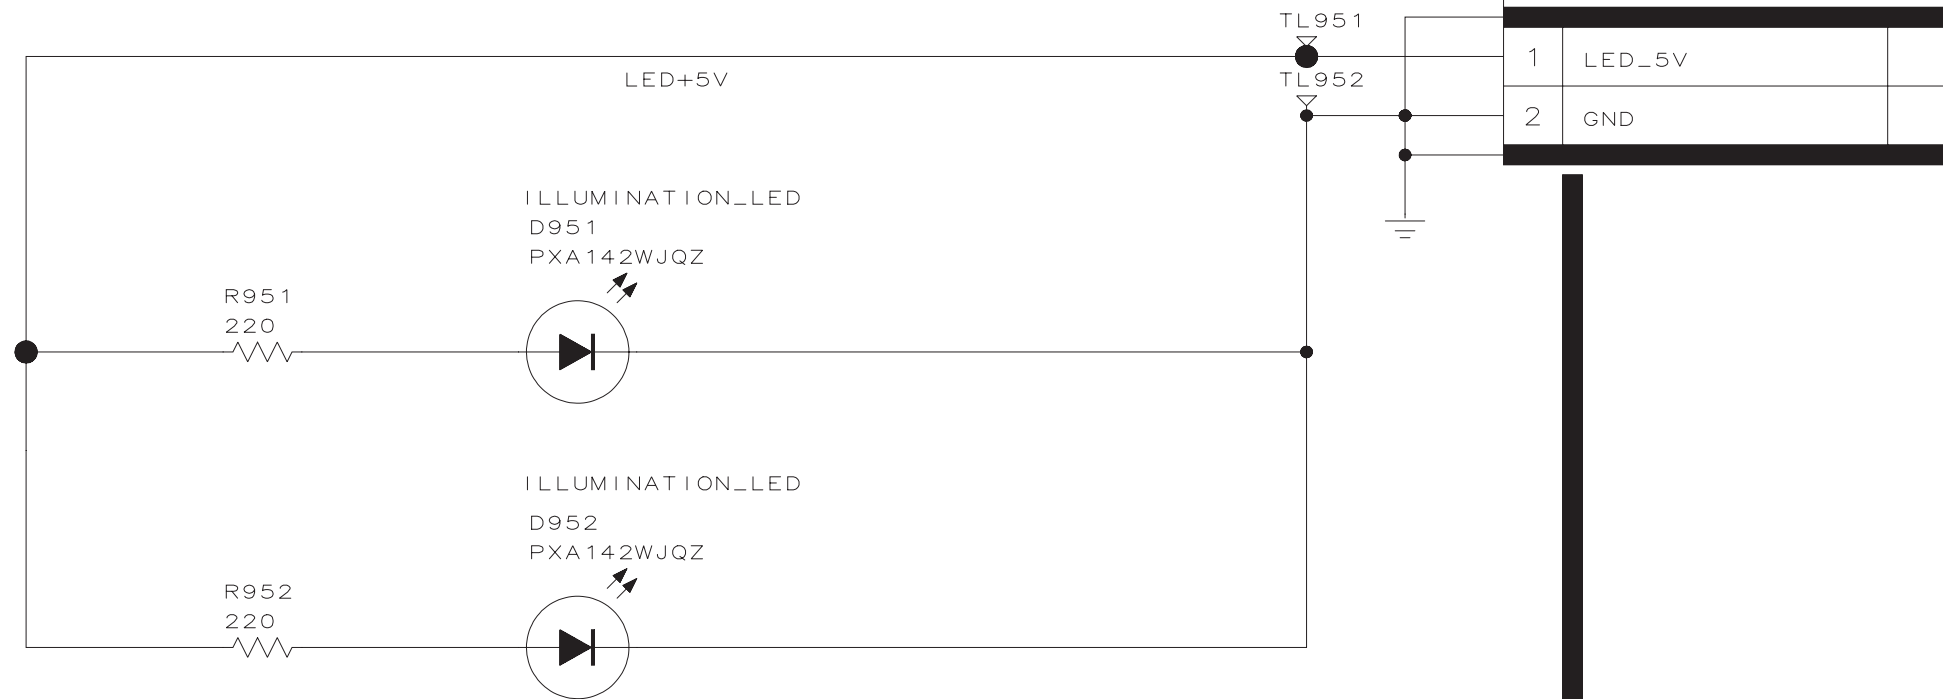 TL951
1 LED_5V
LED+5V
TL952
2 GND
ILLUMINATION_LED
D951
PXA142WJQZ
R951
220
ILLUMINATION_LED
D952
PXA142WJQZ
R952
220